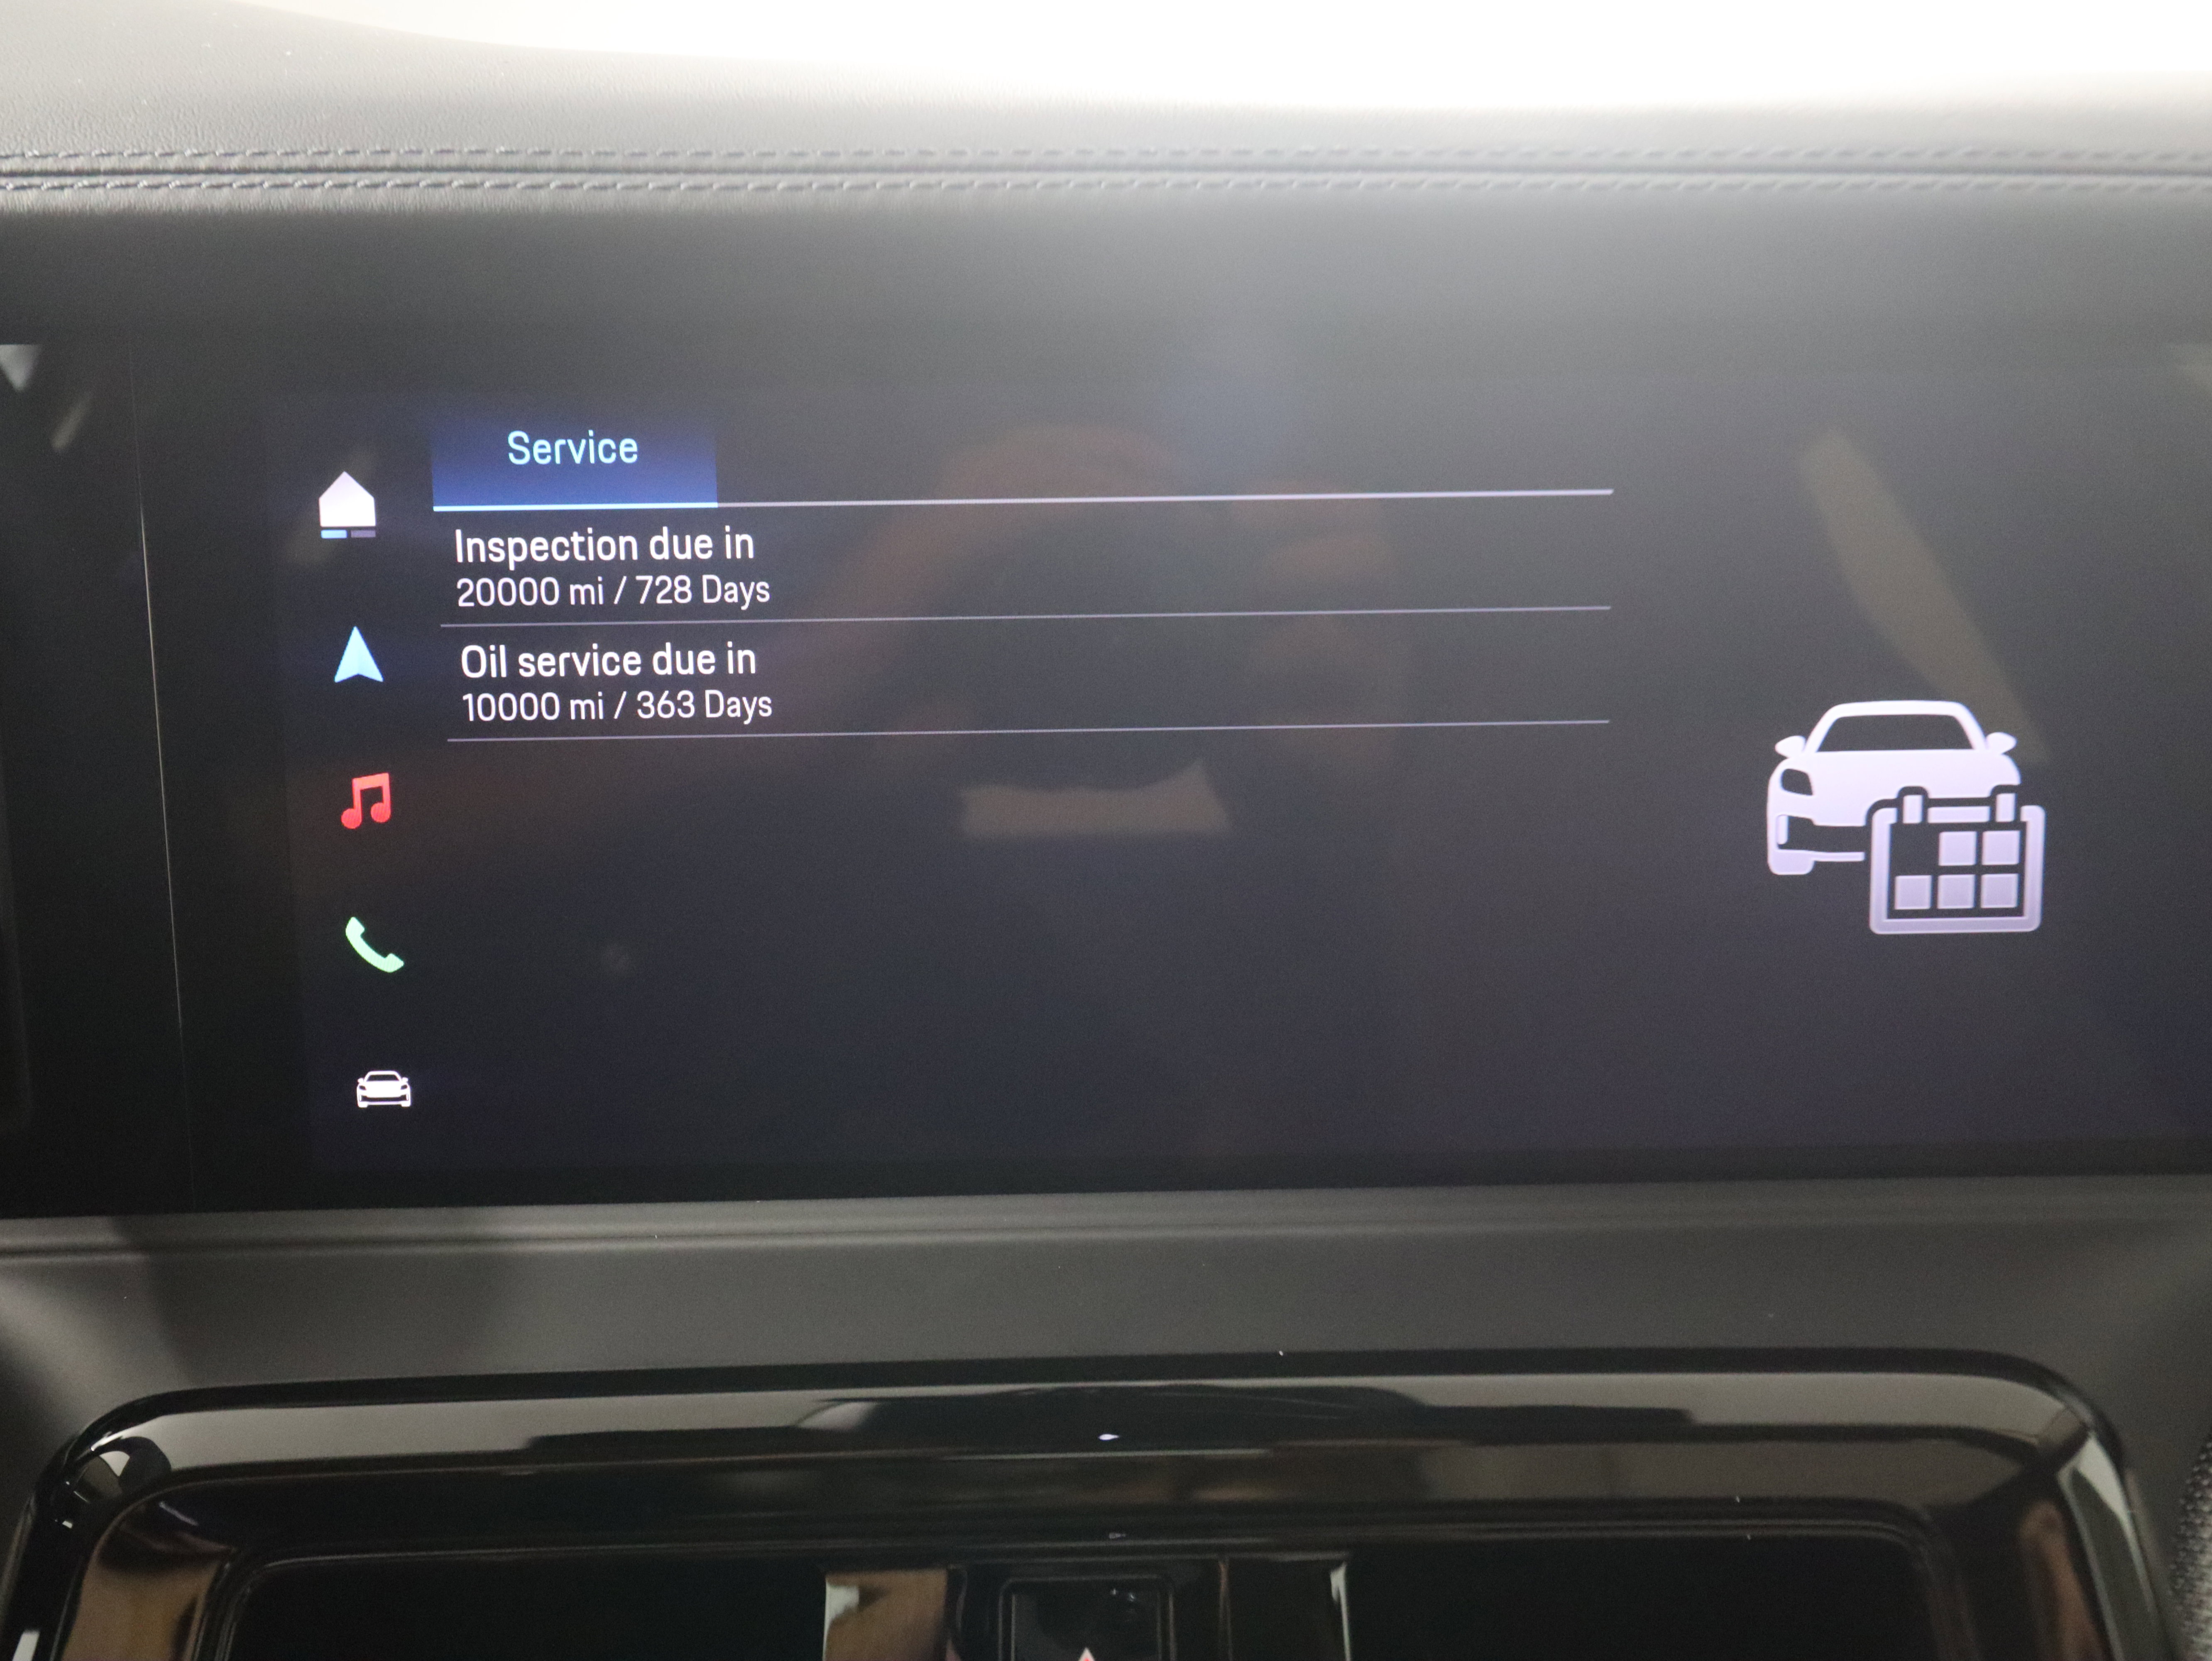 Service
Inspection due in
20000 mi / 728 Days
Oil service due in
10000 mi / 363 Days